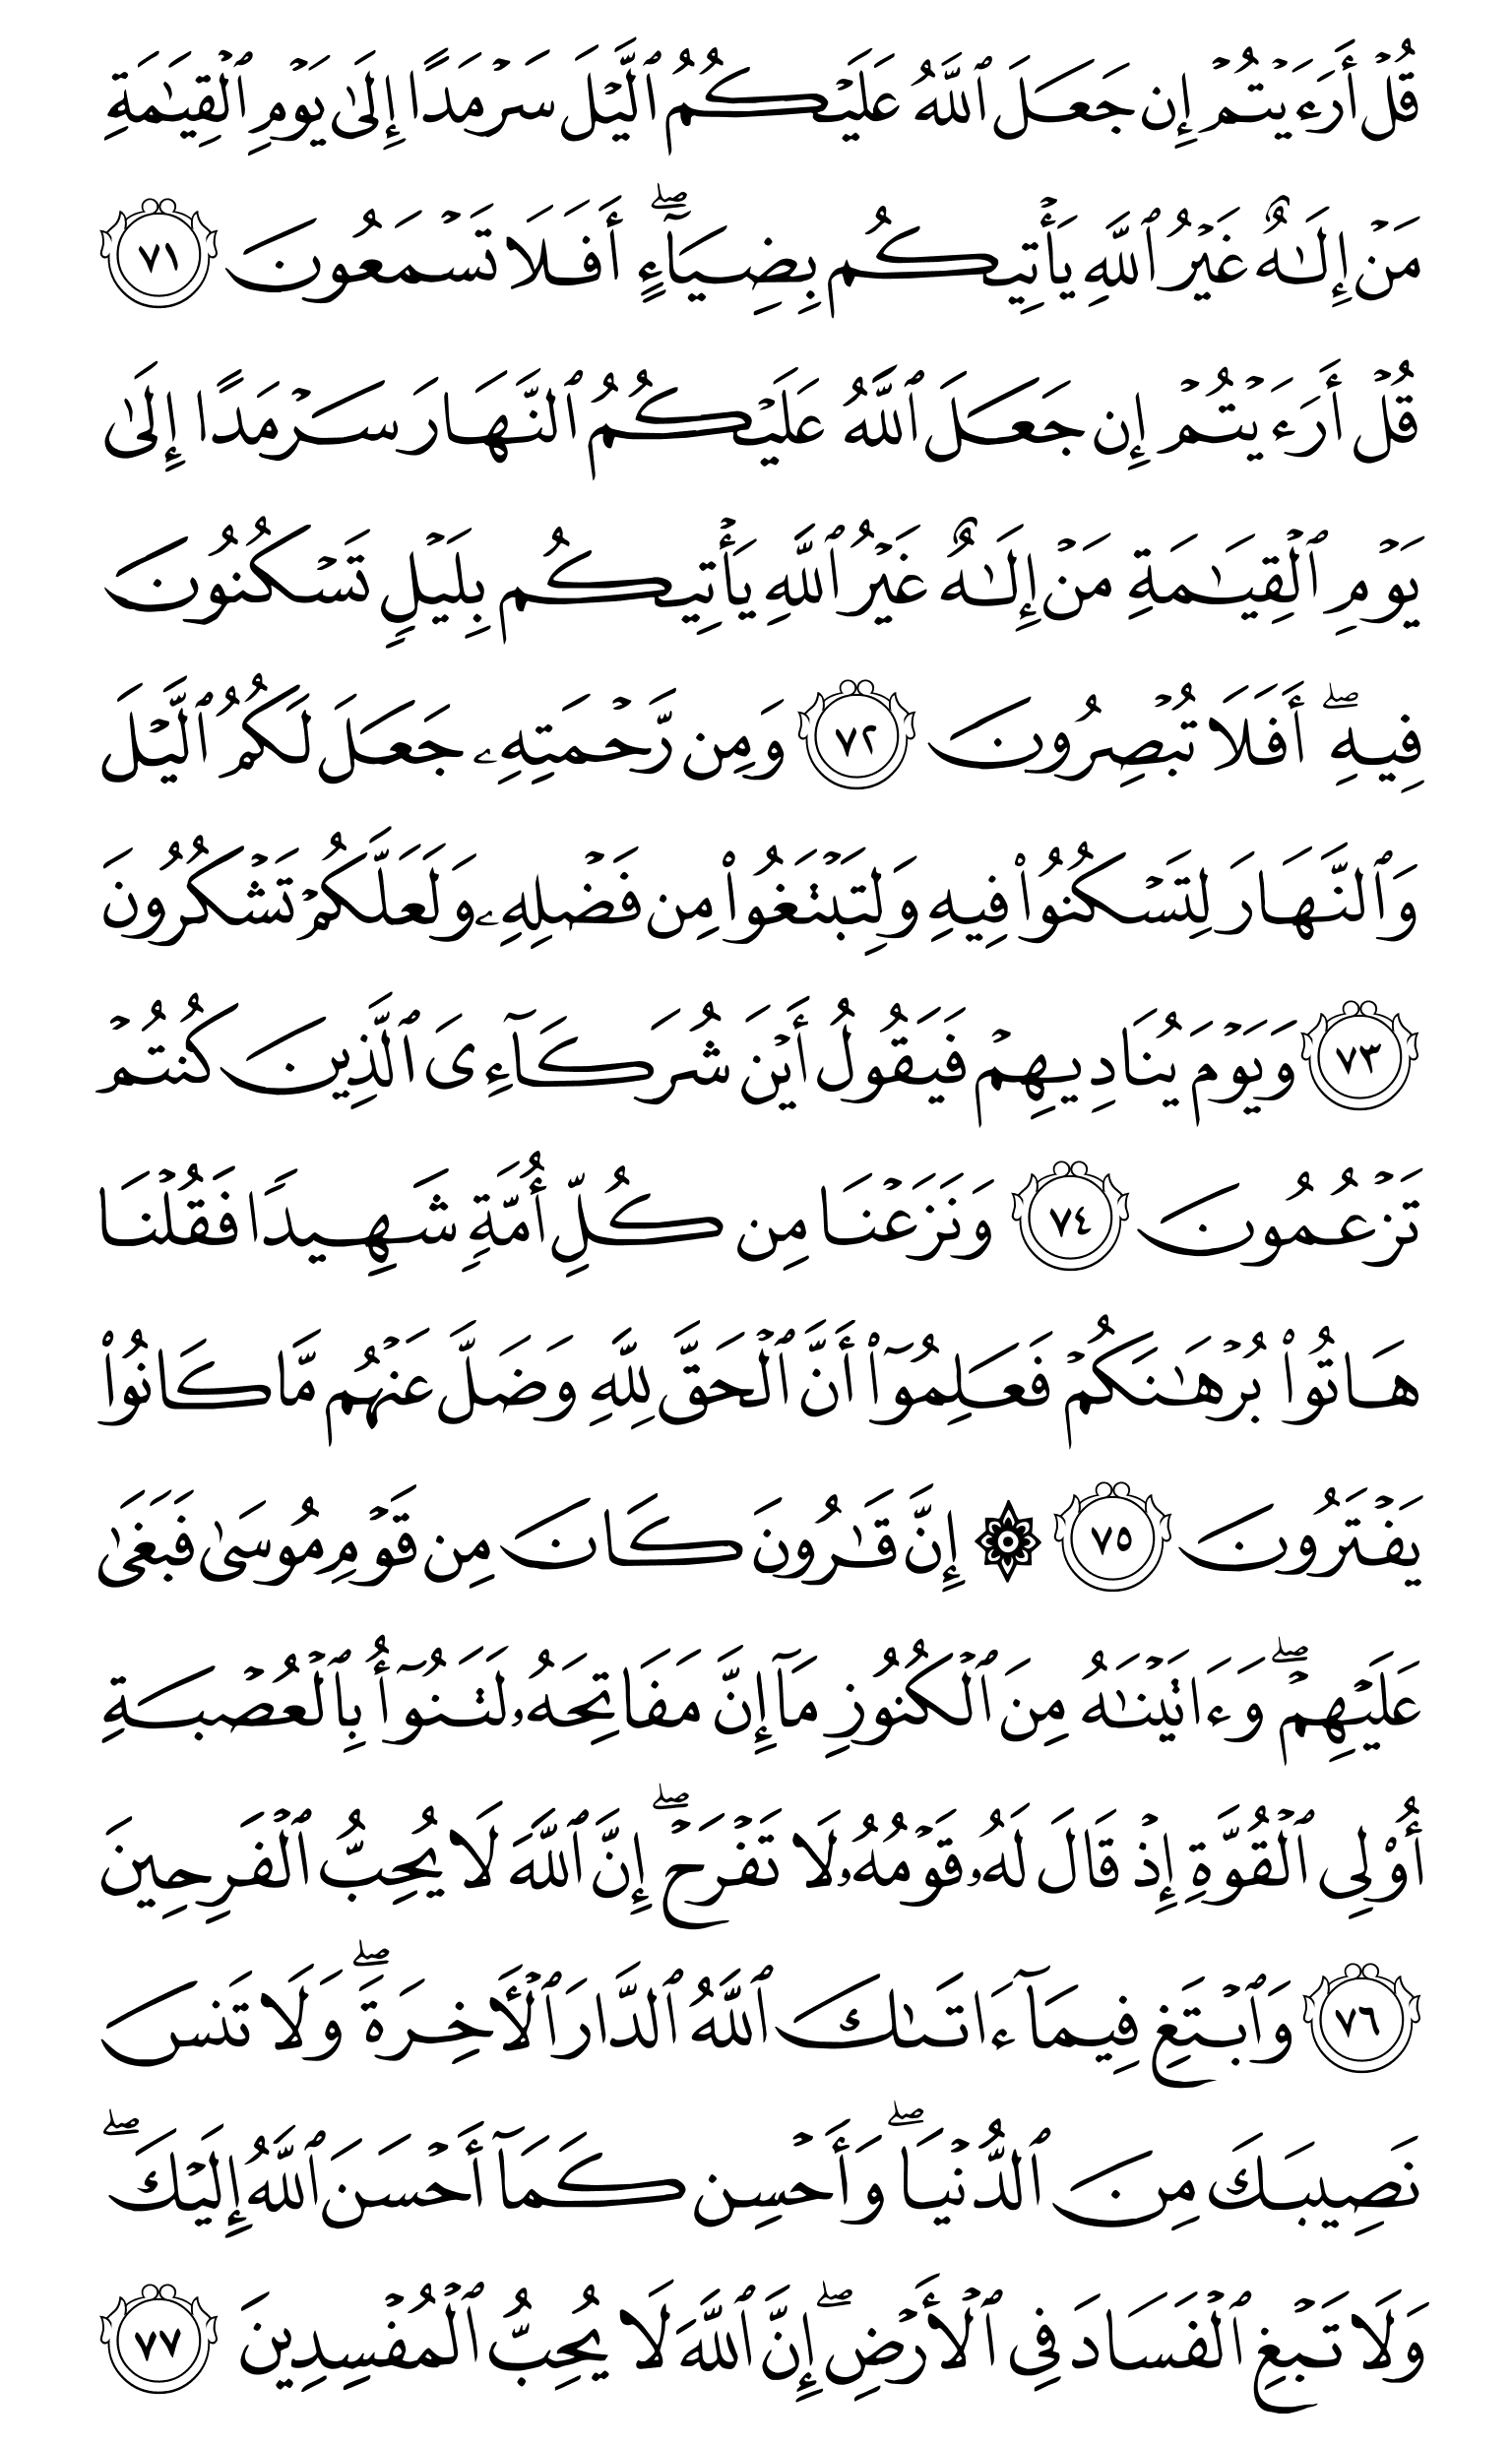 قُلْ أَرَءَيْتُمْ إِن جَعَلَ ٱللَّهُ عَلَيْكُمُ ٱلَّيْلَ سَرْمَدًا إِلَىٰ يَوْمِ ٱلْقِيَـٰمَةِ
مَنْ إِلَـٰهٌ غَيْرُ ٱللَّهِ يَأْتِيكُم بِضِيَآءٍ ۖ أَفَلَا تَسْمَعُونَ ٧١
قُلْ أَرَءَيْتُمْ إِن جَعَلَ ٱللَّهُ عَلَيْكُمُ ٱلنَّهَارَ سَرْمَدًا إِلَىٰ
يَوْمِ ٱلْقِيَـٰمَةِ مَنْ إِلَـٰهٌ غَيْرُ ٱللَّهِ يَأْتِيكُم بِلَيْلٍ تَسْكُنُونَ
فِيهِ ۖ أَفَلَا تُبْصِرُونَ ٧٢ وَمِن رَّحْمَتِهِۦ جَعَلَ لَكُمُ ٱلَّيْلَ
وَٱلنَّهَارَ لِتَسْكُنُوا۟ فِيهِ وَلِتَبْتَغُوا۟ مِن فَضْلِهِۦ وَلَعَلَّكُمْ تَشْكُرُونَ
٧٣ وَيَوْمَ يُنَادِيهِمْ فَيَقُولُ أَيْنَ شُرَكَآءِىَ ٱلَّذِينَ كُنتُمْ
تَزْعُمُونَ ٧٤ وَنَزَعْنَا مِن كُلِّ أُمَّةٍ شَهِيدًا فَقُلْنَا
هَاتُوا۟ بُرْهَـٰنَكُمْ فَعَلِمُوٓا۟ أَنَّ ٱلْحَقَّ لِلَّهِ وَضَلَّ عَنْهُم مَّا كَانُوا۟
يَفْتَرُونَ ٧٥ ۞ إِنَّ قَـٰرُونَ كَانَ مِن قَوْمِ مُوسَىٰ فَبَغَىٰ
عَلَيْهِمْ ۖ وَءَاتَيْنَـٰهُ مِنَ ٱلْكُنُوزِ مَآ إِنَّ مَفَاتِحَهُۥ لَتَنُوٓأُ بِٱلْعُصْبَةِ
أُو۟لِى ٱلْقُوَّةِ إِذْ قَالَ لَهُۥ قَوْمُهُۥ لَا تَفْرَحْ ۖ إِنَّ ٱللَّهَ لَا يُحِبُّ ٱلْفَرِحِينَ
٧٦ وَٱبْتَغِ فِيمَآ ءَاتَىٰكَ ٱللَّهُ ٱلدَّارَ ٱلْأَخِرَةَ ۖ وَلَا تَنسَ
نَصِيبَكَ مِنَ ٱلدُّنْيَا ۖ وَأَحْسِن كَمَآ أَحْسَنَ ٱللَّهُ إِلَيْكَ ۖ
وَلَا تَبْغِ ٱلْفَسَادَ فِى ٱلْأَرْضِ ۖ إِنَّ ٱللَّهَ لَا يُحِبُّ ٱلْمُفْسِدِينَ ٧٧